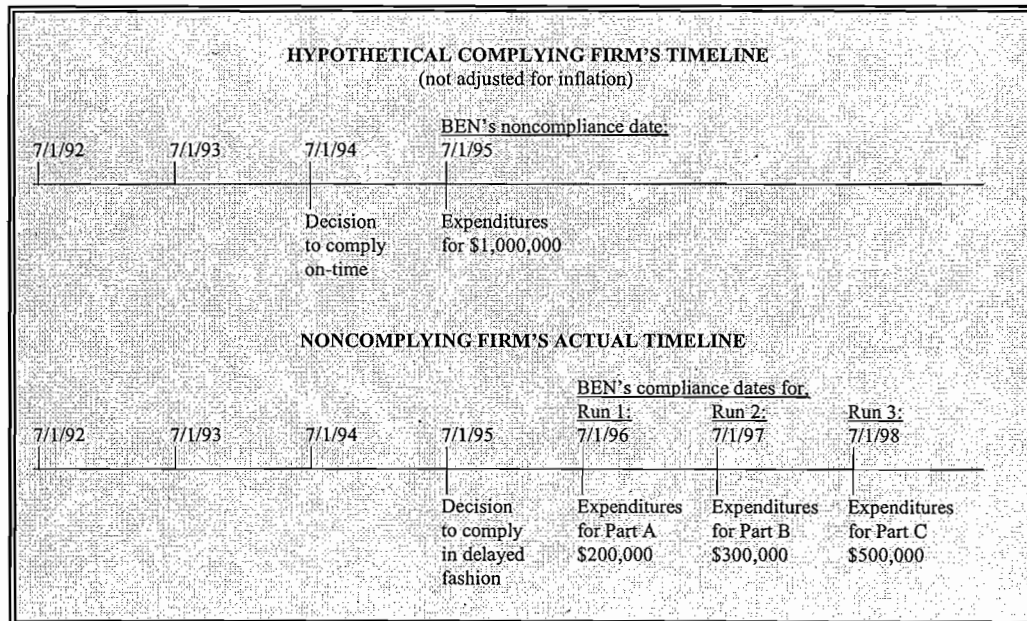 HYPOTHETICAL COMPLYING FIRM'S TIMELINE
(not adjusted for inflation)
BEN's noncompliance date:
7/1/92 7/1/93 7/1/94 7/1/95
Decision Expenditures
to comply for $1,000,000
on-time
NONCOMPLYING FIRM'S ACTUAL TIMELINE
BEN's compliance dates for,
Run 1: Run 2: Run 3:
7/1/92 7/1/93 7/1/94 7/1/95 7/1/96 7/1/97 7/1/98
Decision Expenditures Expenditures Expenditures
to comply for Part A for Part B for Part C
in delayed $200,000 $300,000 $500,000
fashion